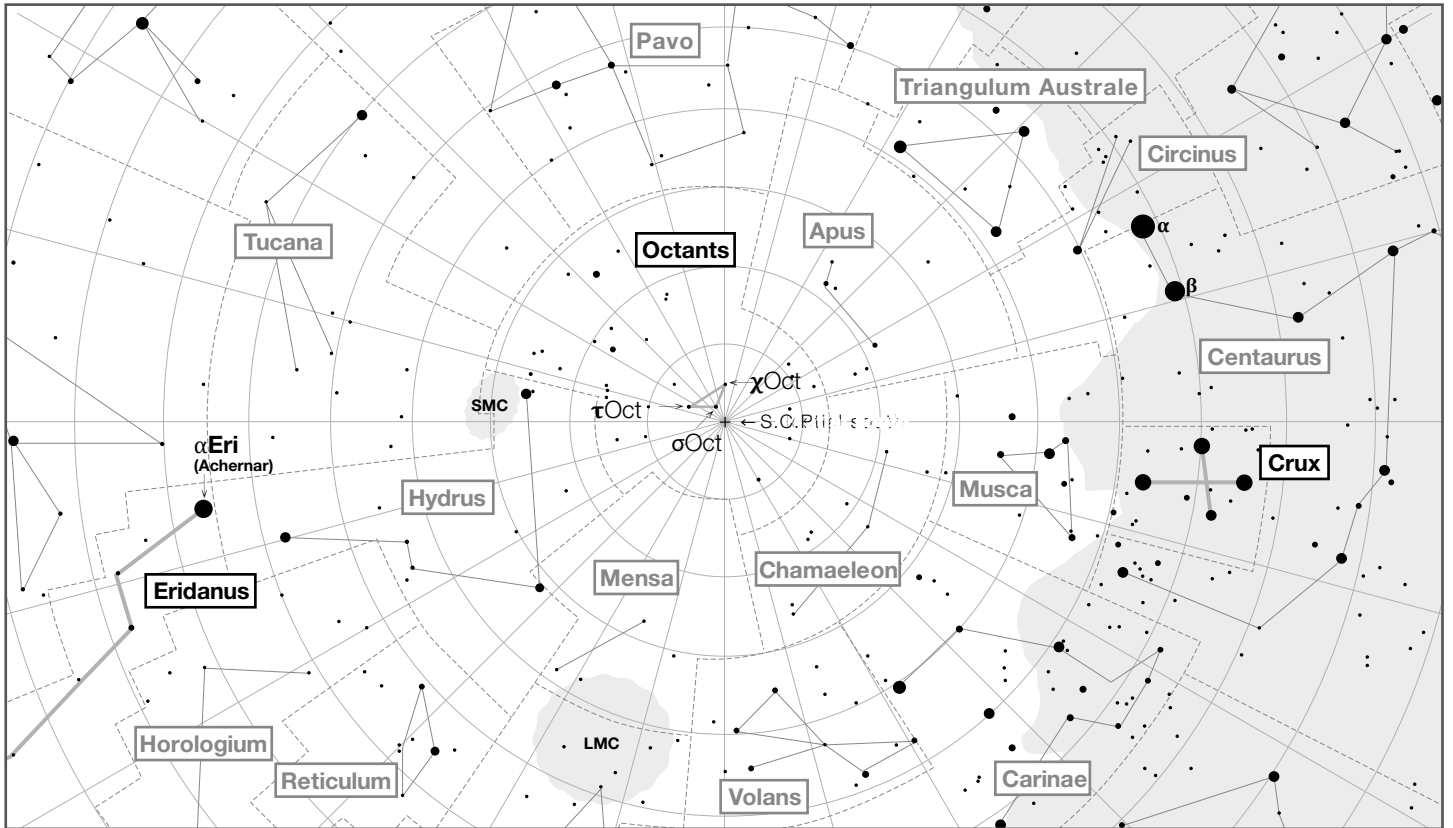 Pavo
Triangulum Australe
Circinus
α
Tucana
Octants
Apus
β
Centaurus
χOct
SMC
τOct
σOct
αEri
(Achernar)
Crux
Hydrus
Musca
Mensa
Chamaeleon
Eridanus
Horologium
LMC
Reticulum
Volans
Carinae